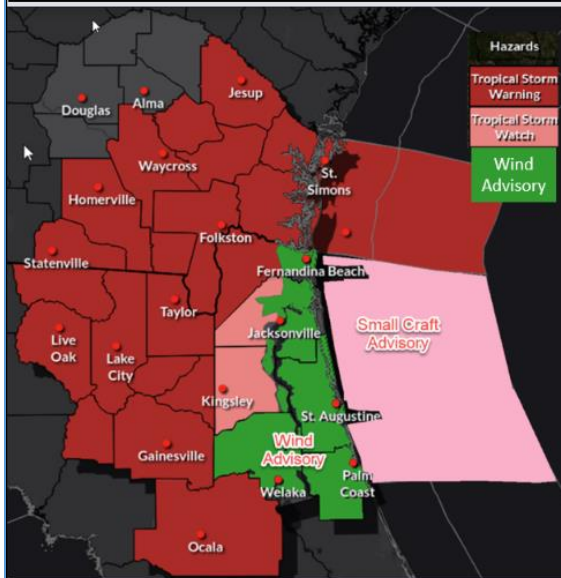 Hazards
Tropical Storm
Warning
Tropical Storm
Watch
Wind
Advisory
Jesup
Alma
Douglas
Waycross
St.
Simons
Homerville
Folkston
Statenville
Fernandina Beach
Taylor
Jacksonville
Small Craft
Advisory
Live
Oak
Lake
City
Kingsley
St. Augustine
Wind
Advisory
Gainesville
Palm
Coast
Welaka
Ocala